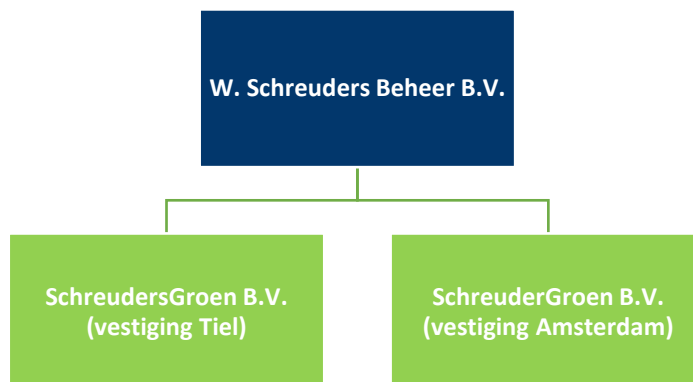 W. Schreuders Beheer B.V.
SchreudersGroen B.V.
(vestiging Tiel)
SchreuderGroen B.V.
(vestiging Amsterdam)